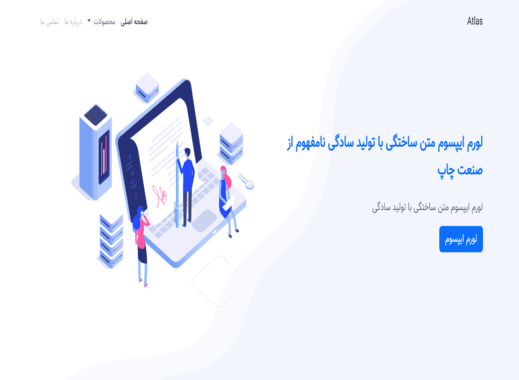 Atlas
صفحه اصلی
محصولات
درباره ما
تماس ما
لورم ایپسوم متن ساختگی با تولید سادگی نامفهوم از
صنعت چاپ
لورم ایپسوم متن ساختگی با تولید سادگی
لورم ایپسوم